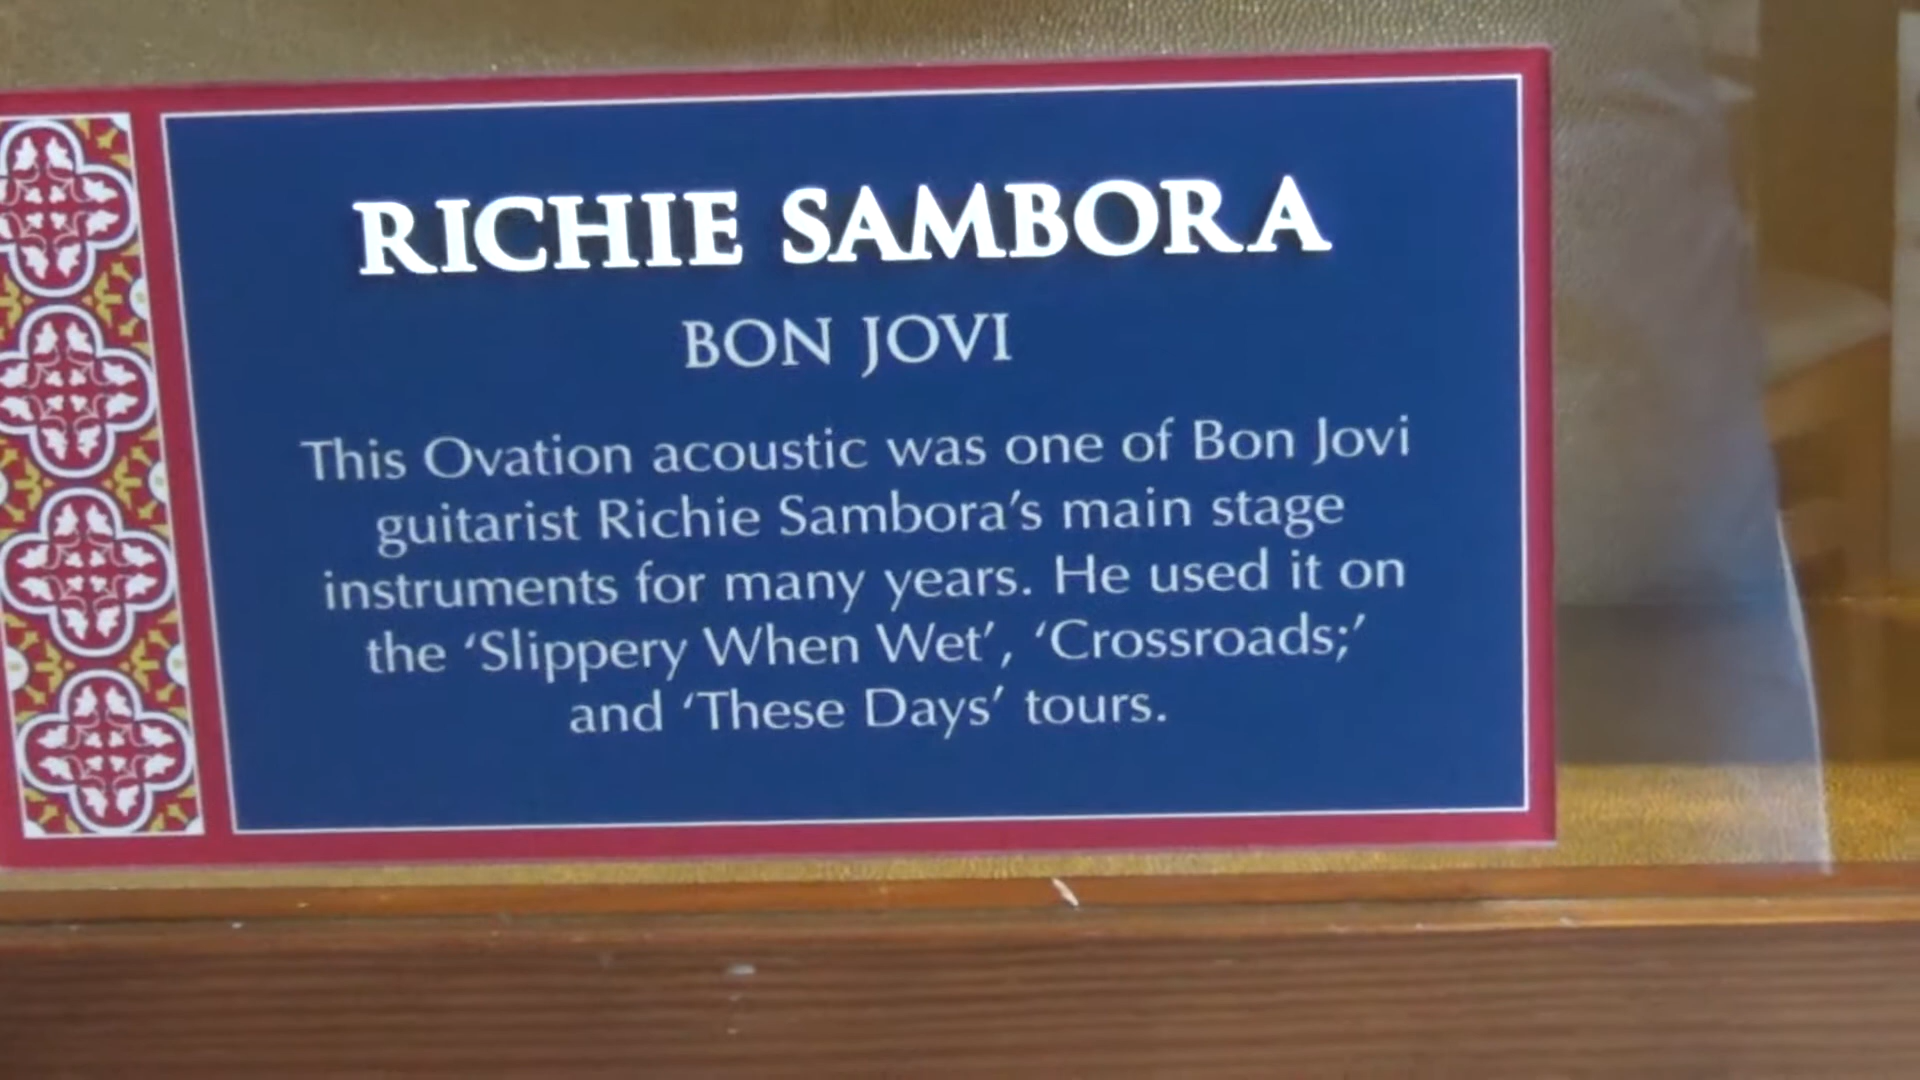 RICHIE SAMBORA
BON JOVI
This Ovation acoustic was one of Bon Jovi
guitarist Richie Sambora's main stage
instruments for many years. He used it on
the 'Slippery When Wet', 'Crossroads;'
and 'These Days' tours.